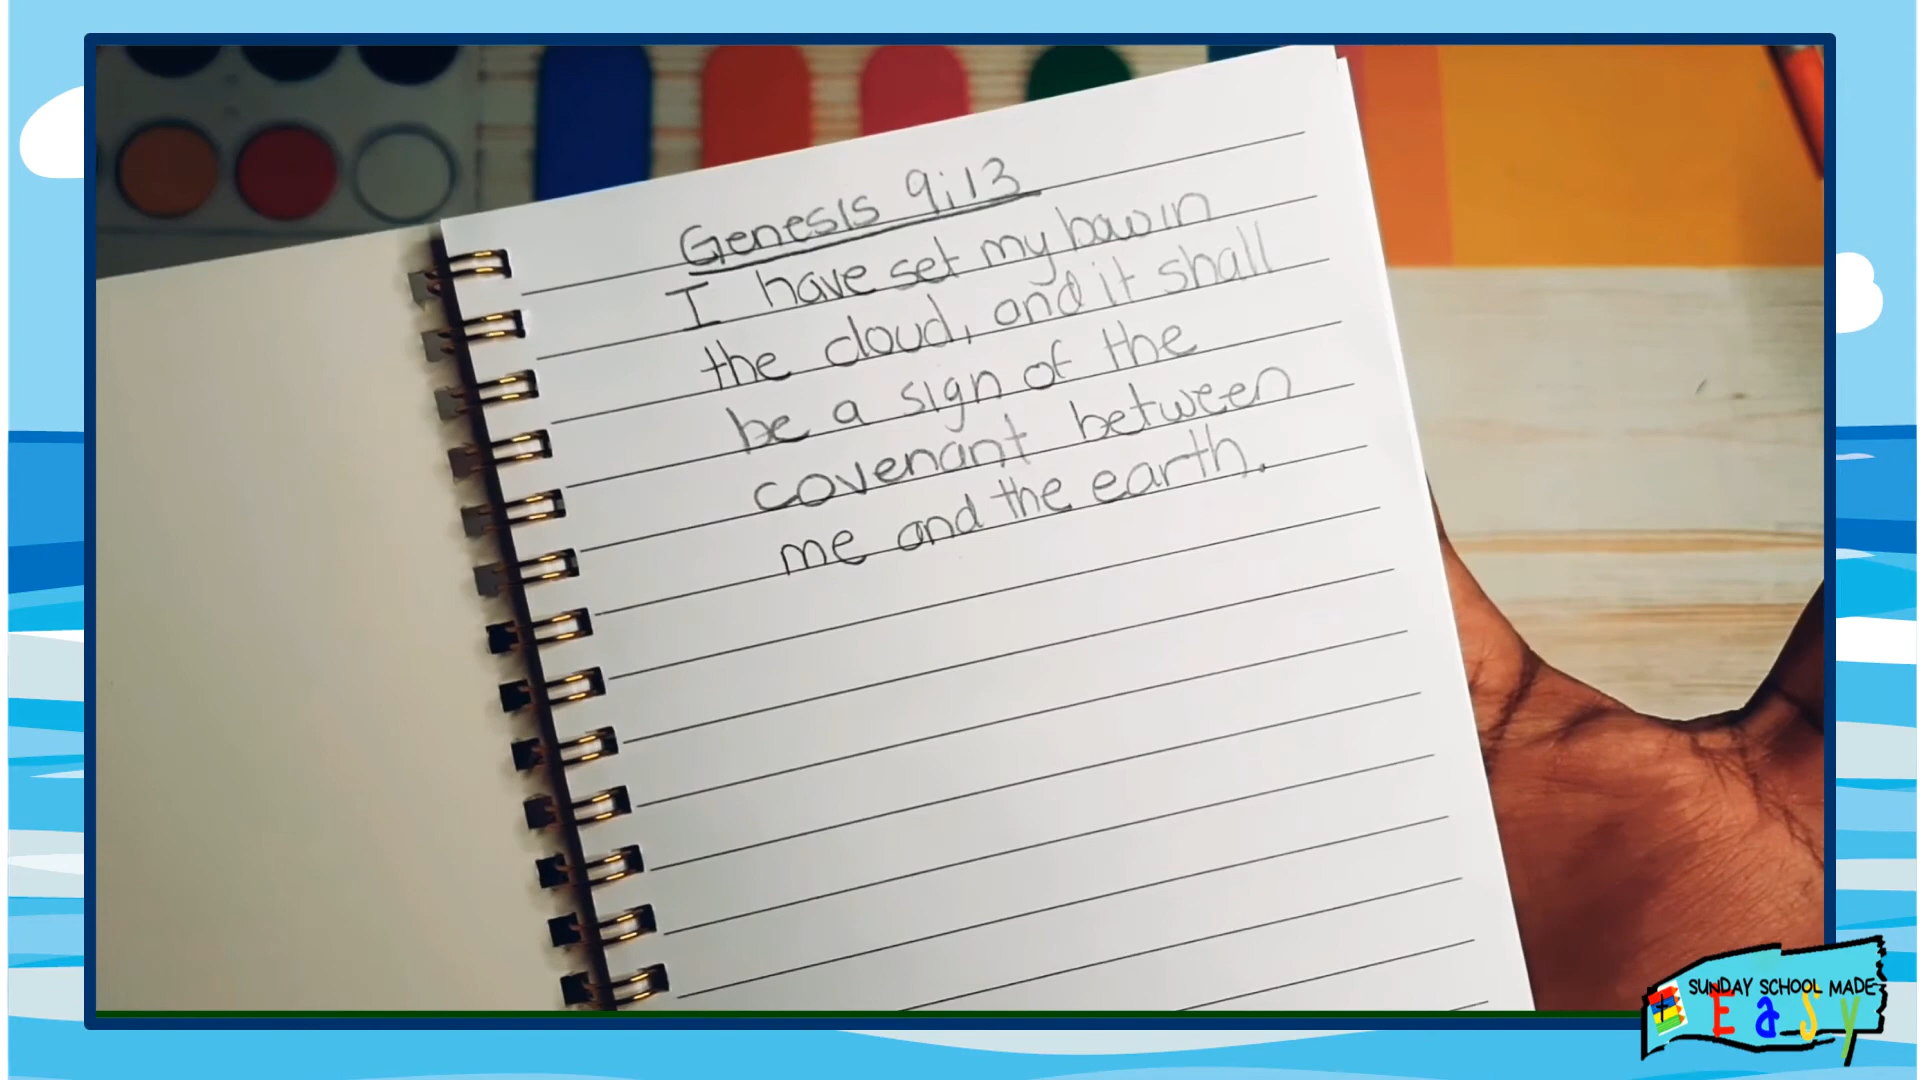 Genesis 9:13
I have set my bow in
the cloud, and it shall
be a sign of the
covenant between
me and the earth.
SUNDAY SCHOOL MADE
Easy